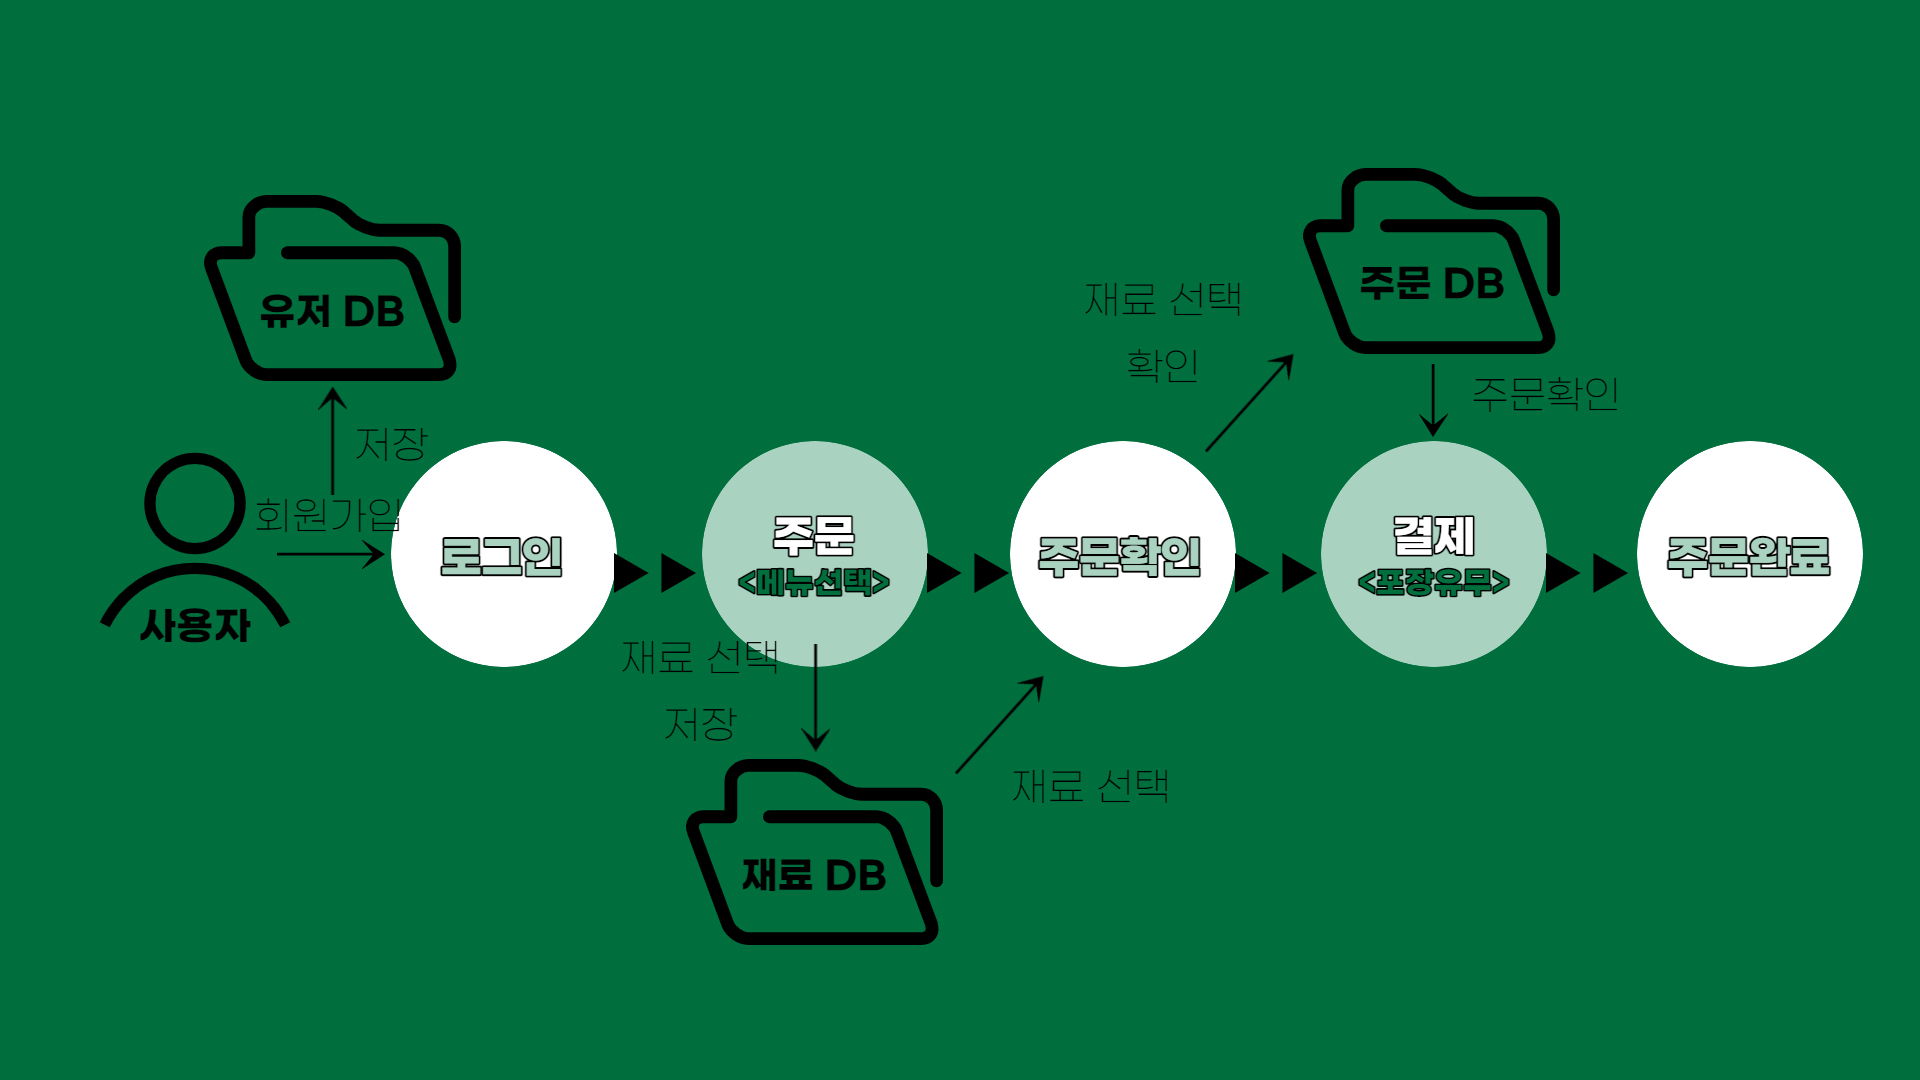 유저 DB
저장
회원가입
사용자
로그인
주문
<메뉴선택>
재료 선택
저장
재료 DB
재료 선택
주문확인
재료 선택
확인
주문 DB
주문확인
결제
<포장유무>
주문완료